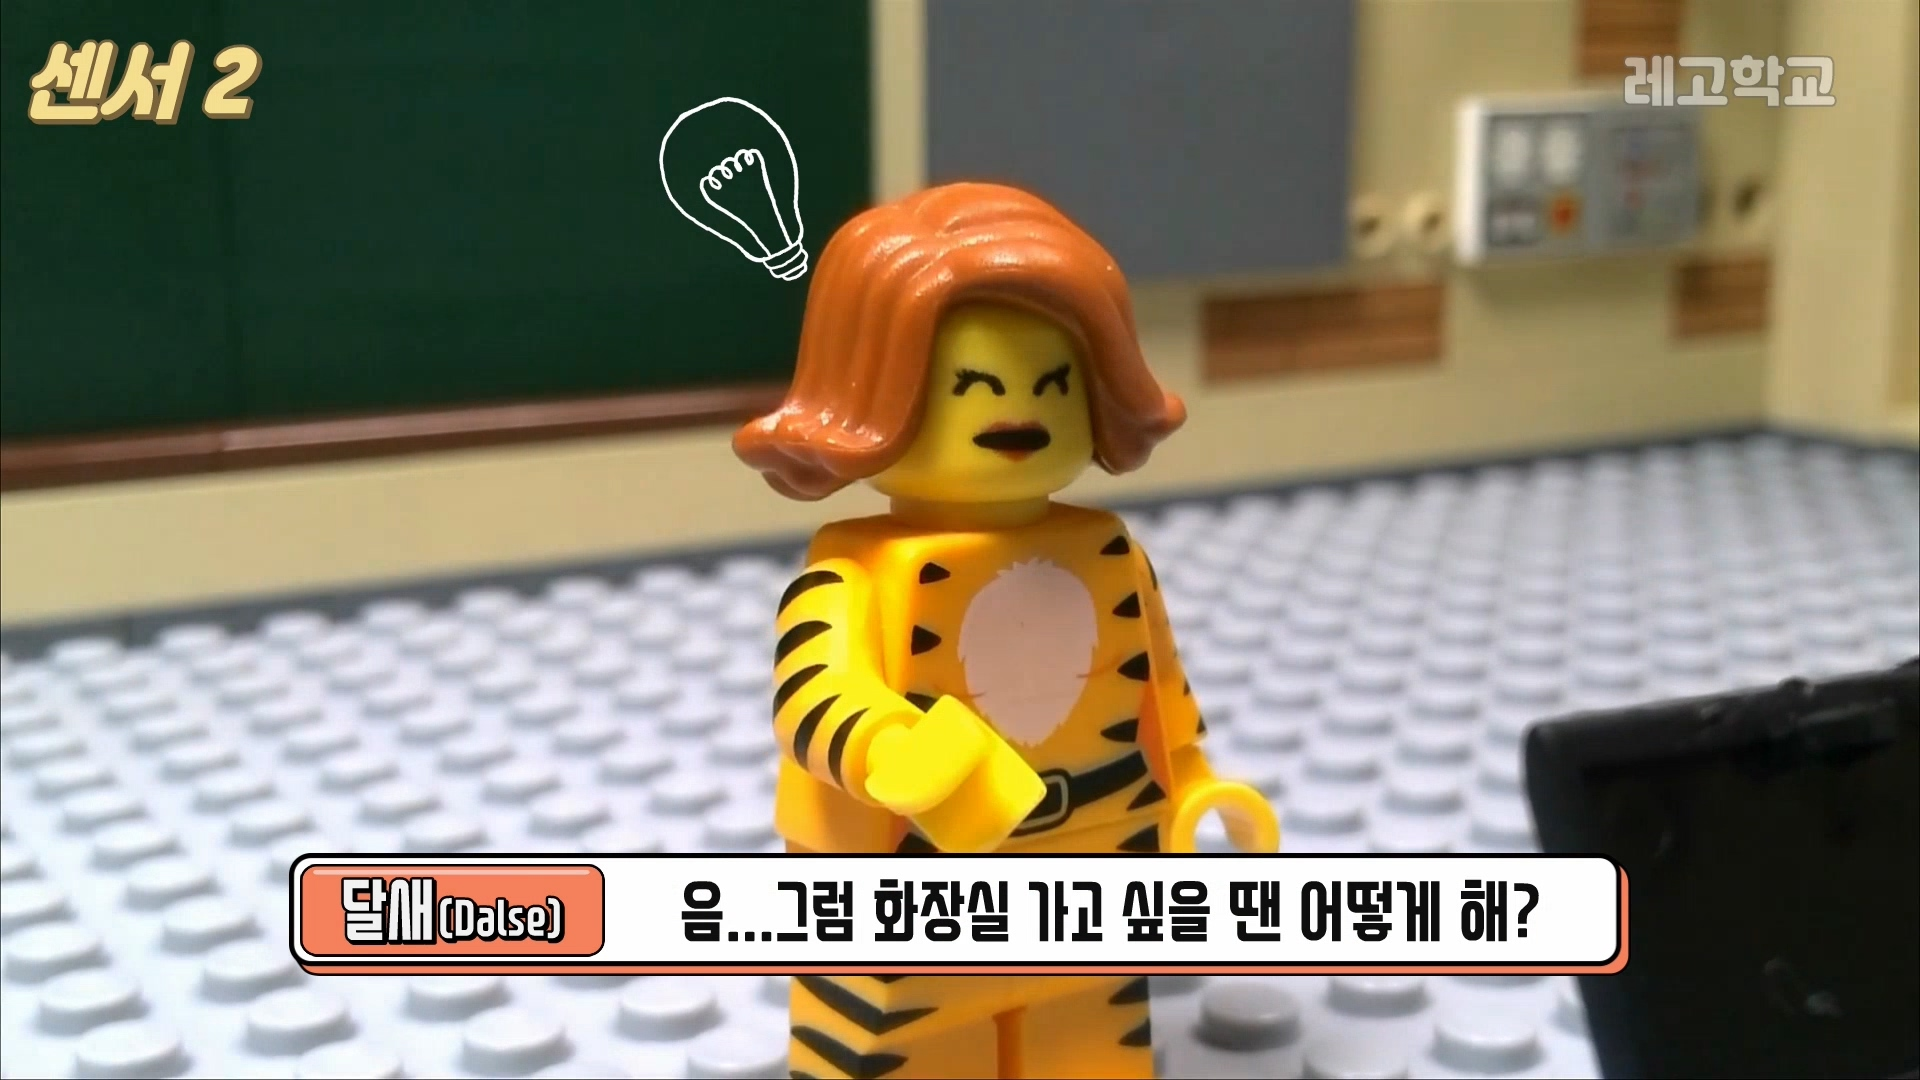 센서 2
레고학교
달새(Dalse)
음...그럼 화장실 가고 싶을 땐 어떻게 해?